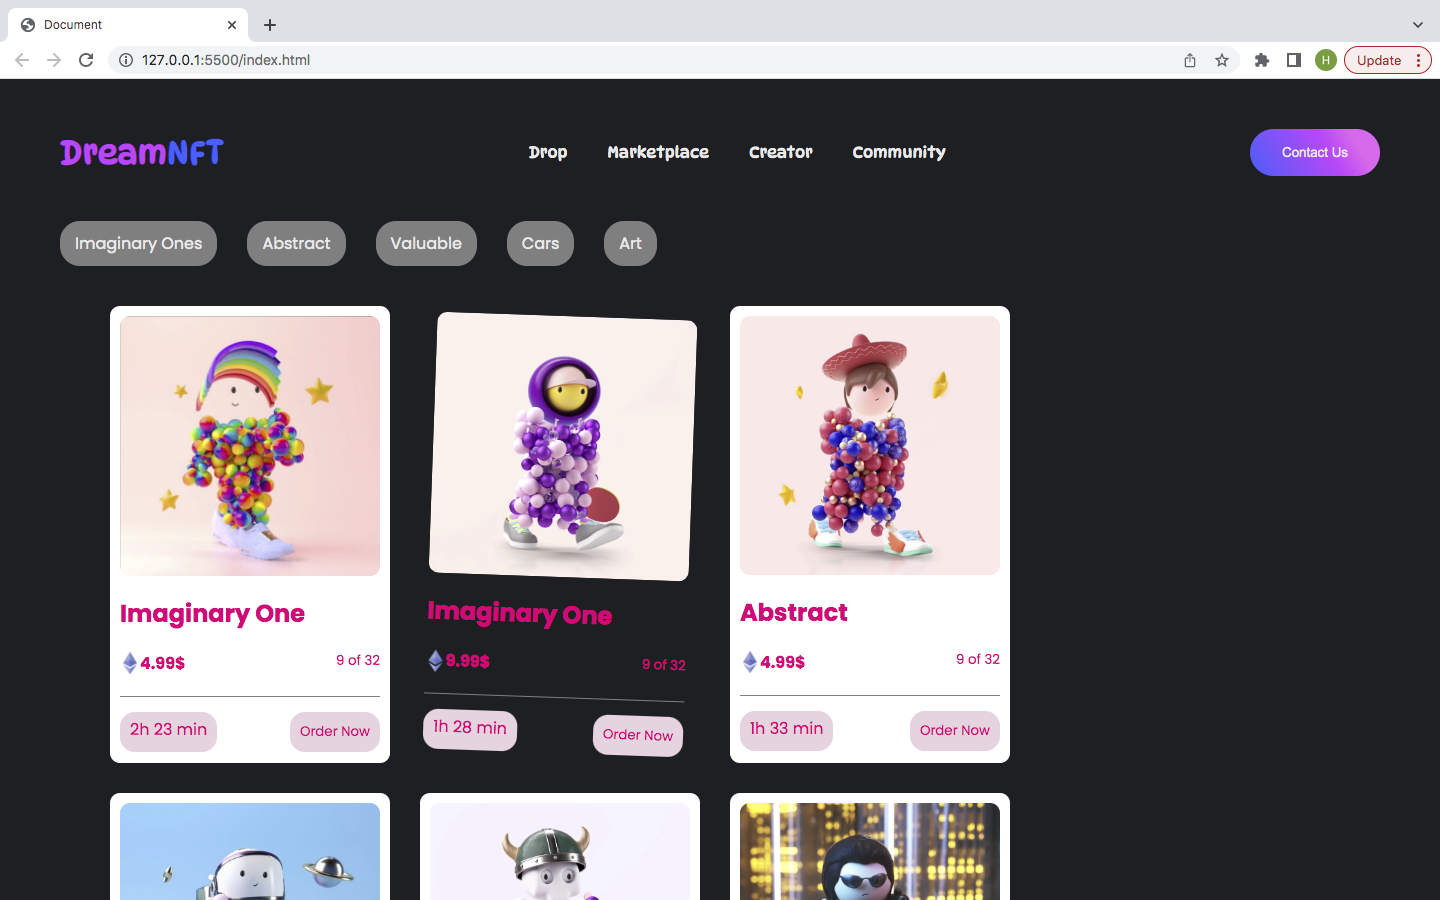 Document
127.0.0.1:5500/index.html
H
Update
DreamNFT
Drop Marketplace Creator Community
Contact Us
Imaginary Ones Abstract Valuable Cars Art
Imaginary One
4.99$ 9 of 32
2h 23 min Order Now
Imaginary One
9.99$ 9 of 32
1h 28 min Order Now
Abstract
4.99$ 9 of 32
1h 33 min Order Now